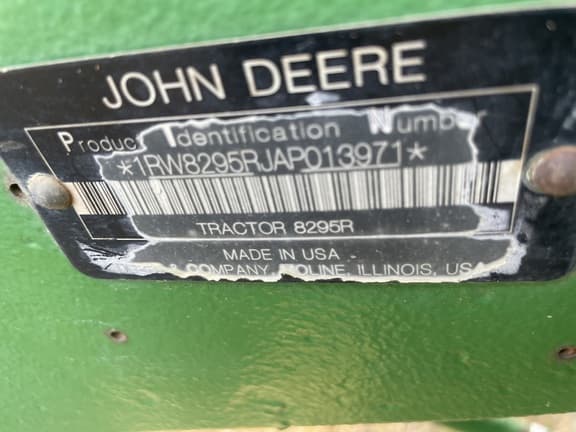 JOHN DEERE
Product Identification Number
*1RW8295RJAP013971*
TRACTOR 8295R
MADE IN USA
COMPANY, MOLINE, ILLINOIS, USA